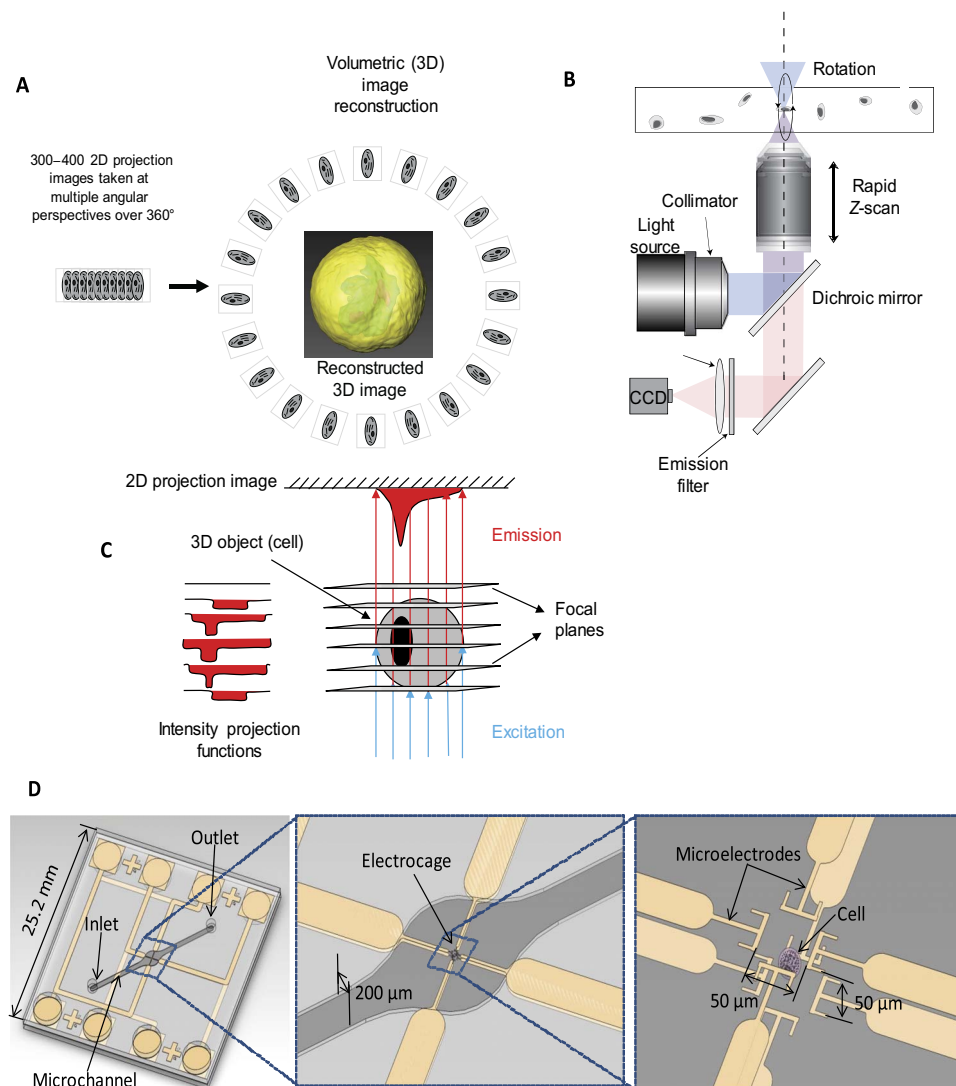 A
Volumetric (3D)
image
reconstruction
300–400 2D projection
images taken at
multiple angular
perspectives over 360°
Reconstructed
3D image
B
Rotation
Rapid
Z-scan
Collimator
Light
source
Dichroic mirror
CCD
Emission
filter
2D projection image
C
3D object (cell)
Emission
Focal
planes
Intensity projection
functions
Excitation
D
Outlet
25.2 mm
Inlet
Microchannel
Electrocage
200 µm
Microelectrodes
Cell
50 µm
50 µm